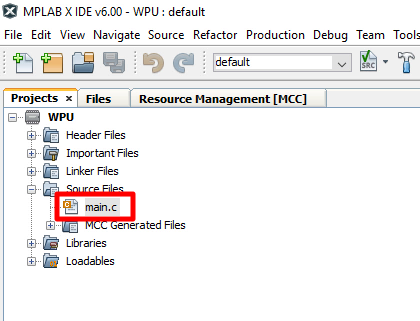 MPLAB X IDE v6.00 - WPU : default
File Edit View Navigate Source Refactor Production Debug Team Tools
default
SRC
Projects × Files Resource Management [MCC]
WPU
Header Files
Important Files
Linker Files
Source Files
main.c
MCC Generated Files
Libraries
Loadables